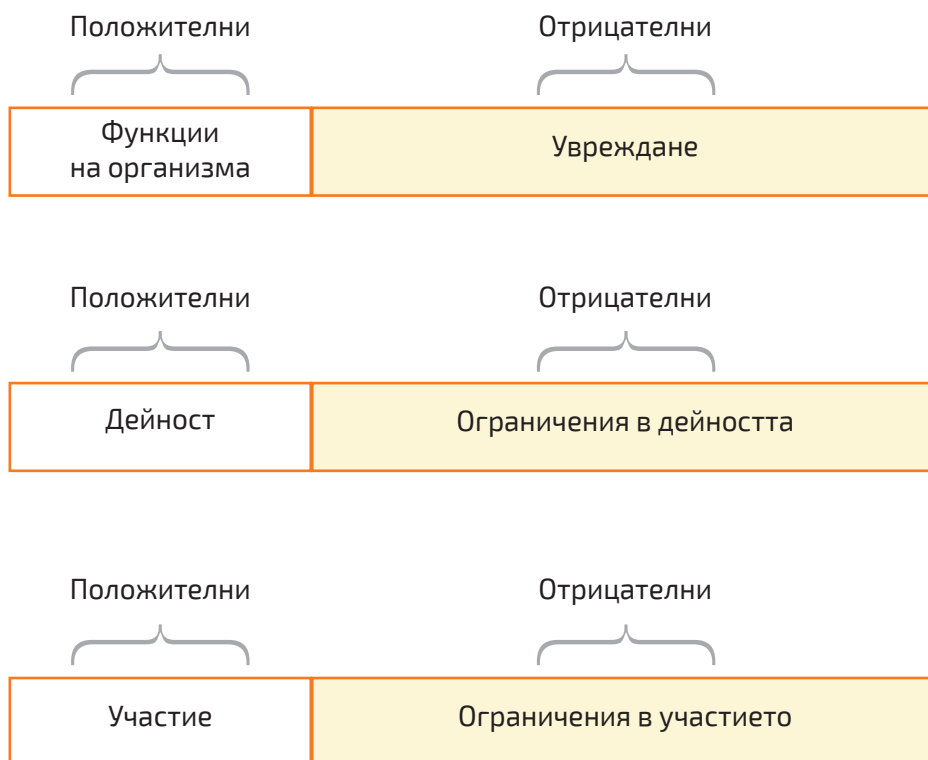 Положителни
Отрицателни
Функции
на организма
Увреждане
Положителни
Отрицателни
Дейност
Ограничения в дейността
Положителни
Отрицателни
Участие
Ограничения в участието